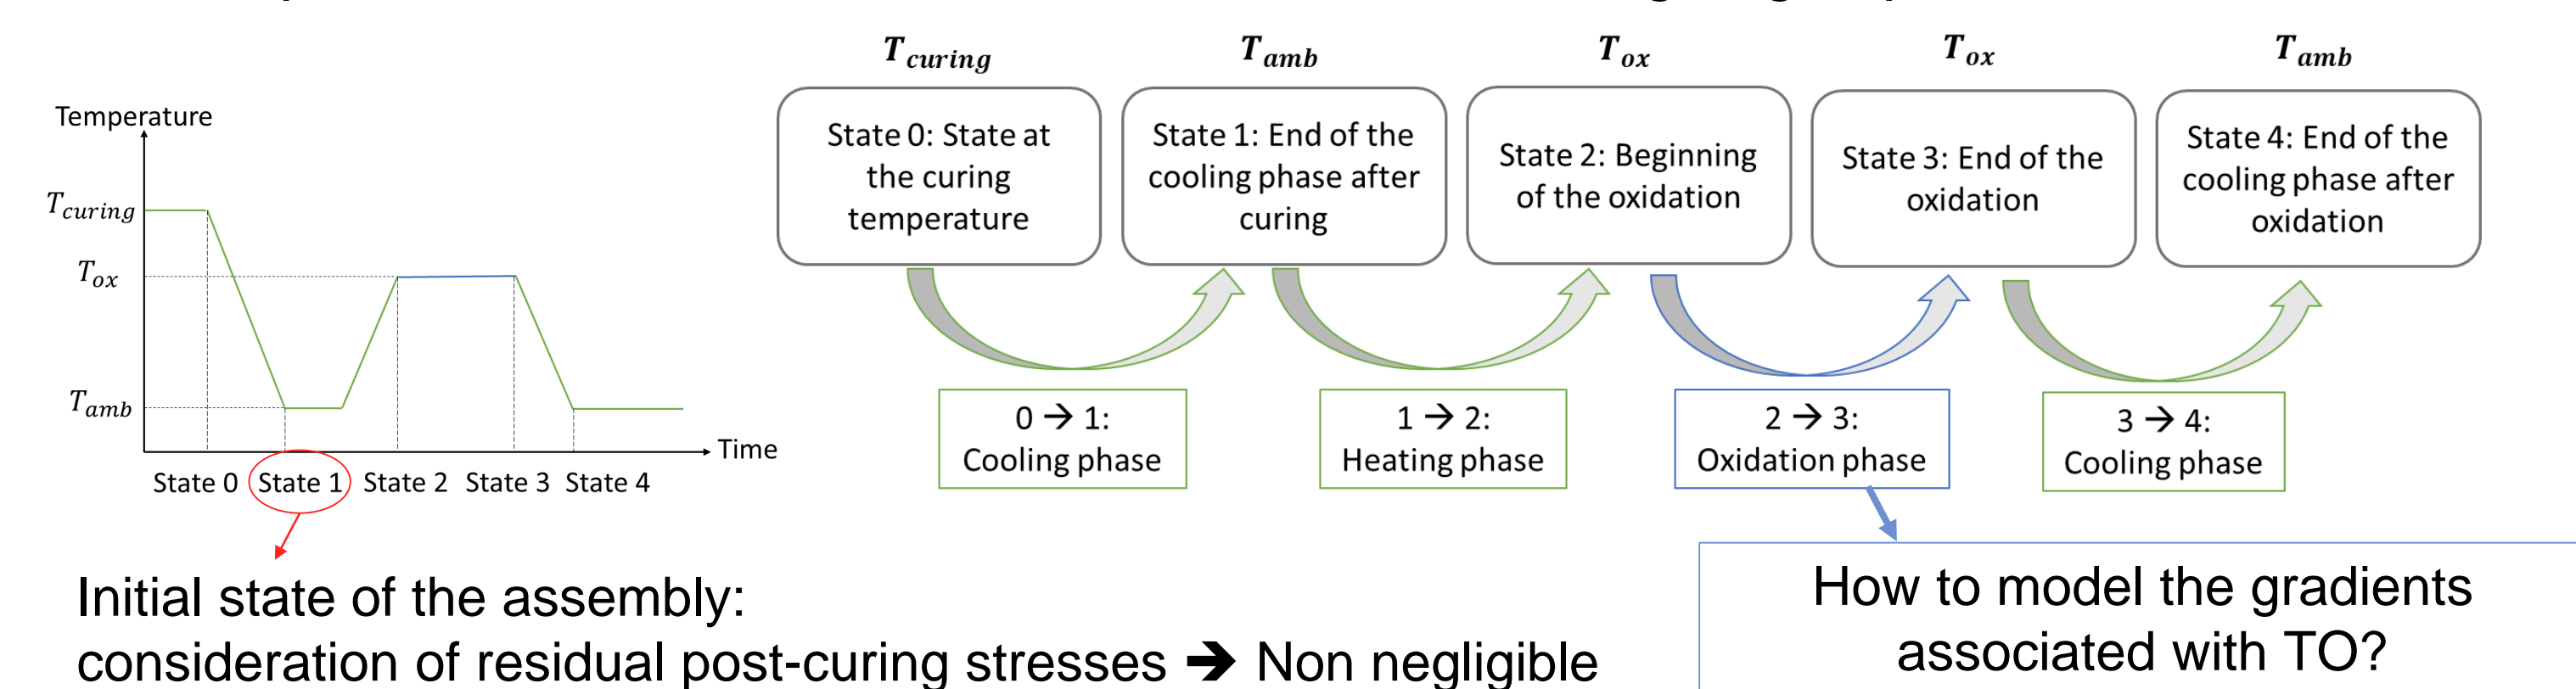 T_curing
T_amb
T_ox
T_ox
T_amb
Temperature
T_curing
T_ox
T_amb
Time
State 0
State 1
State 2
State 3
State 4
State 0: State at
the curing
temperature
State 1: End of the
cooling phase after
curing
State 2: Beginning
of the oxidation
State 3: End of the
oxidation
State 4: End of the
cooling phase after
oxidation
0 → 1:
Cooling phase
1 → 2:
Heating phase
2 → 3:
Oxidation phase
3 → 4:
Cooling phase
Initial state of the assembly:
consideration of residual post-curing stresses ➔ Non negligible
How to model the gradients
associated with TO?